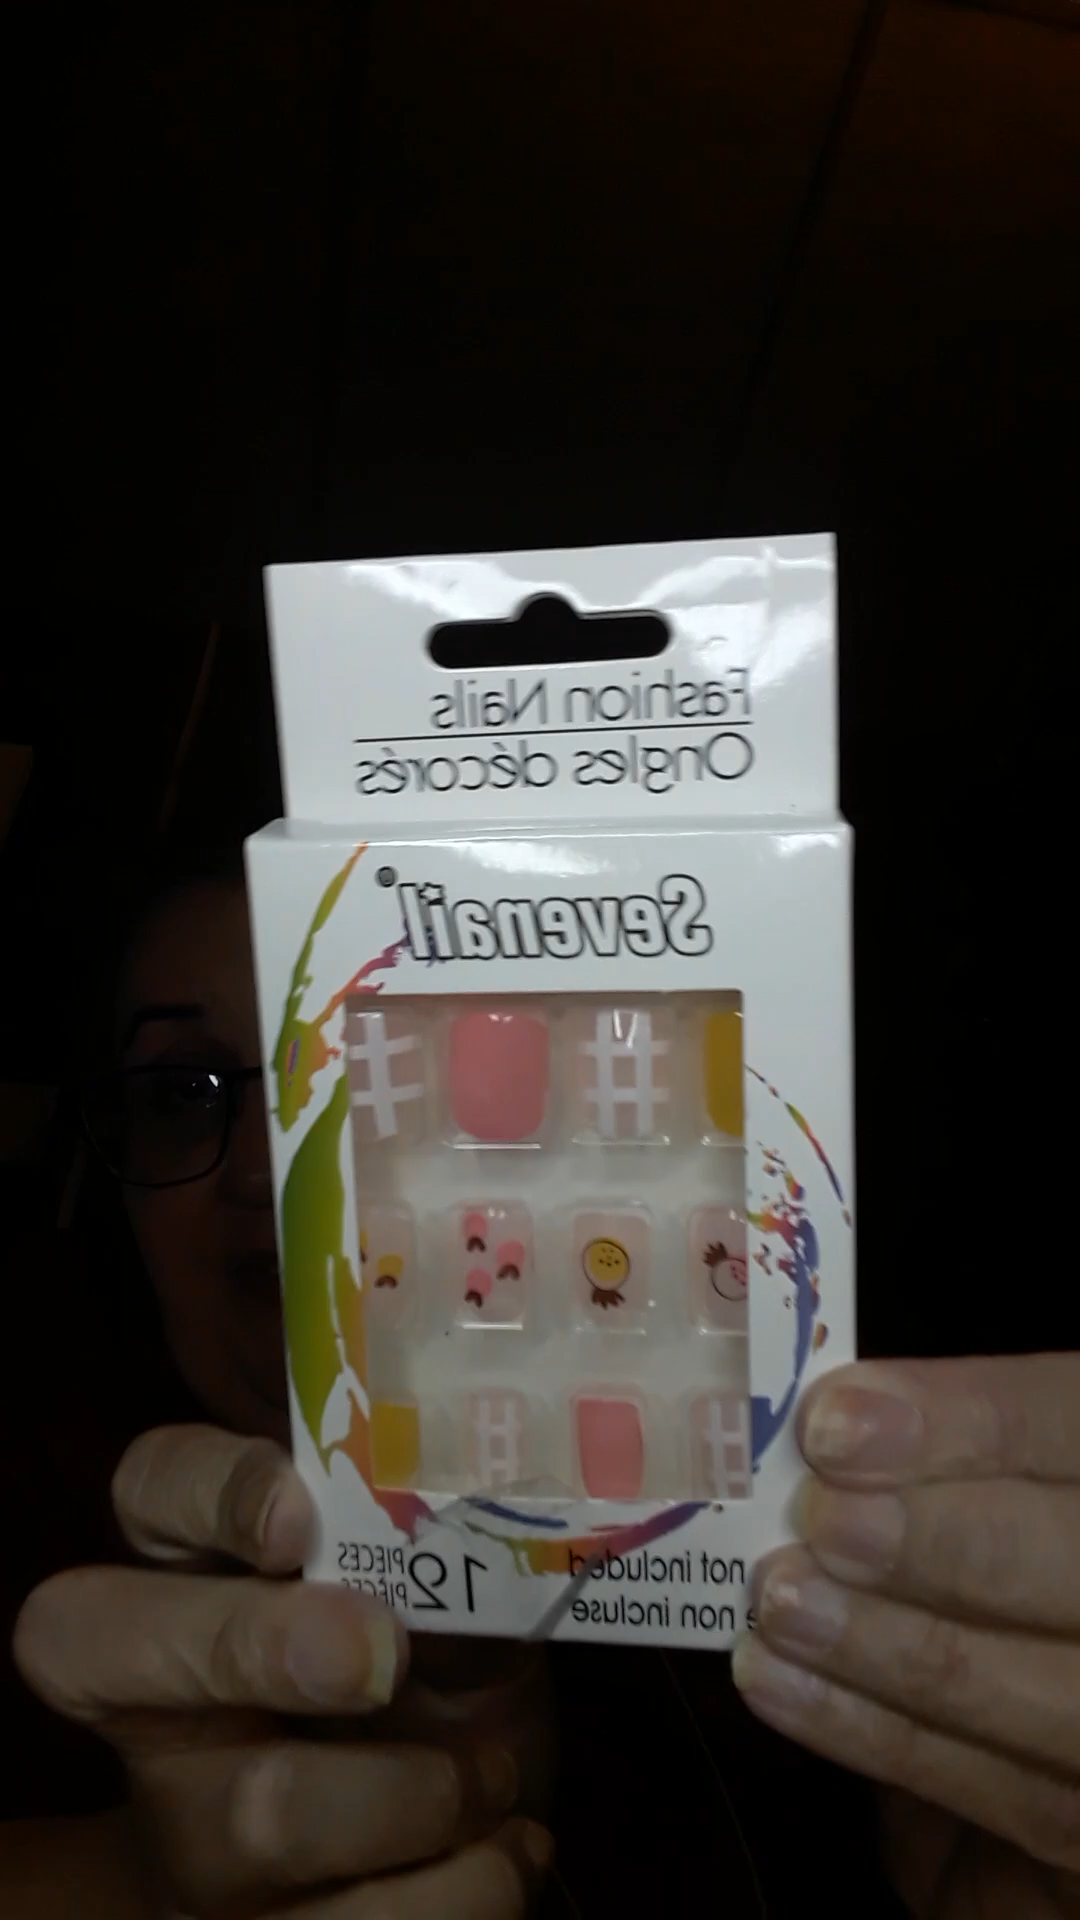 Fashion Nails
Ongles décorés
Sevenail®
not included
non incluse
12 PIECES
PIÈCES